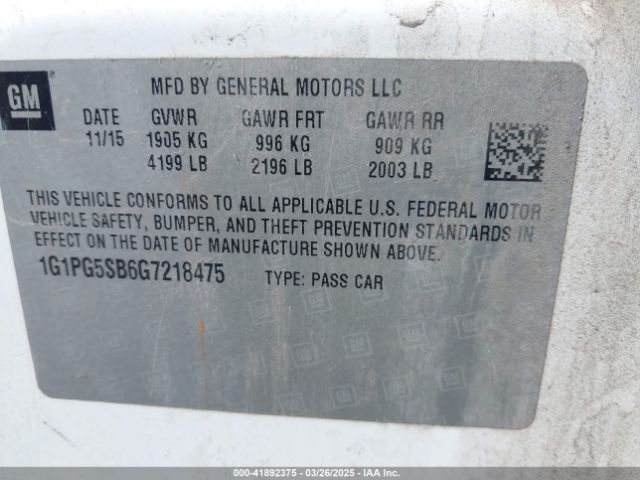 GM
MFD BY GENERAL MOTORS LLC
DATE GVWR GAWR FRT GAWR RR
11/15 1905 KG 996 KG 909 KG
4199 LB 2196 LB 2003 LB
THIS VEHICLE CONFORMS TO ALL APPLICABLE U.S. FEDERAL MOTOR
VEHICLE SAFETY, BUMPER, AND THEFT PREVENTION STANDARDS IN
EFFECT ON THE DATE OF MANUFACTURE SHOWN ABOVE.
1G1PG5SB6G7218475 TYPE: PASS CAR
000-41892375 - 03/26/2025 - IAA Inc.